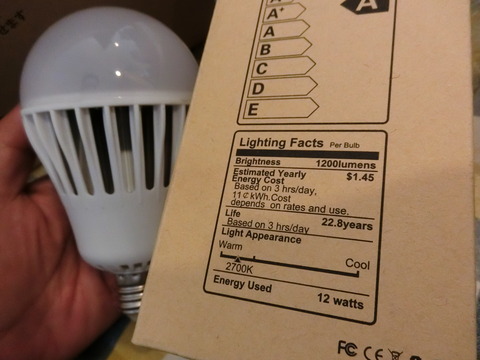 A
A+
A
B
C
D
E
Lighting Facts Per Bulb
Brightness 1200lumens
Estimated Yearly
Energy Cost $1.45
Based on 3 hrs/day,
11¢kWh.Cost
depends on rates and use.
Life
Based on 3 hrs/day 22.8years
Light Appearance
Warm Cool
2700K
Energy Used 12 watts
FC CE